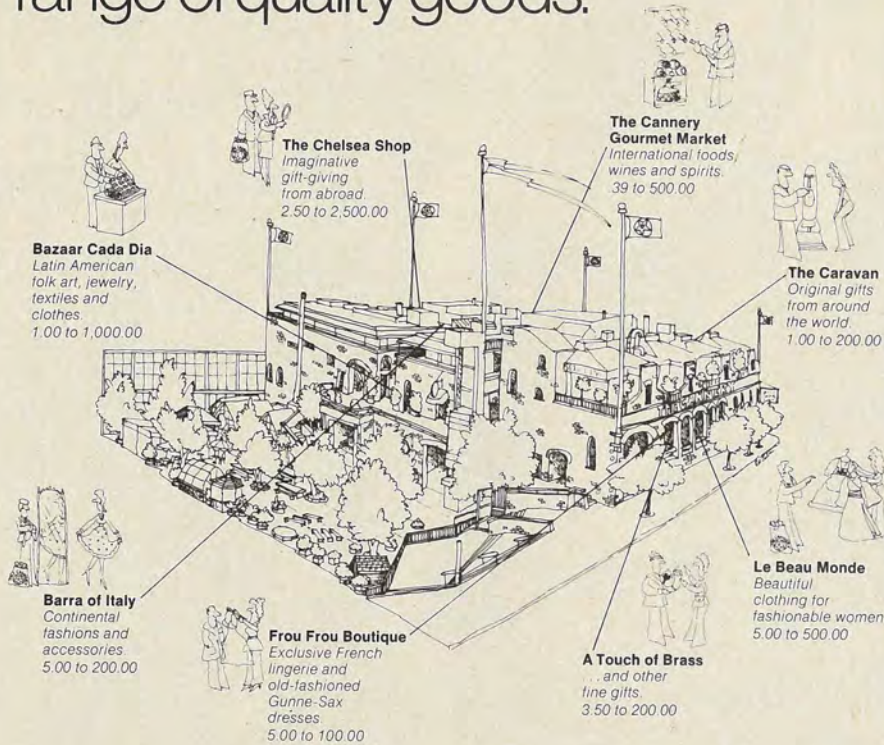 range of quality goods.
The Chelsea Shop
Imaginative
gift-giving
from abroad.
2.50 to 2,500.00
The Cannery
Gourmet Market
International foods,
wines and spirits.
39 to 500.00
Bazaar Cada Dia
Latin American
folk art, jewelry,
textiles and
clothes.
1.00 to 1,000.00
The Caravan
Original gifts
from around
the world.
1.00 to 200.00
Barra of Italy
Continental
fashions and
accessories.
5.00 to 200.00
Frou Frou Boutique
Exclusive French
lingerie and
old-fashioned
Gunne-Sax
dresses.
5.00 to 100.00
A Touch of Brass
...and other
fine gifts.
3.50 to 200.00
Le Beau Monde
Beautiful
clothing for
fashionable women
5.00 to 500.00